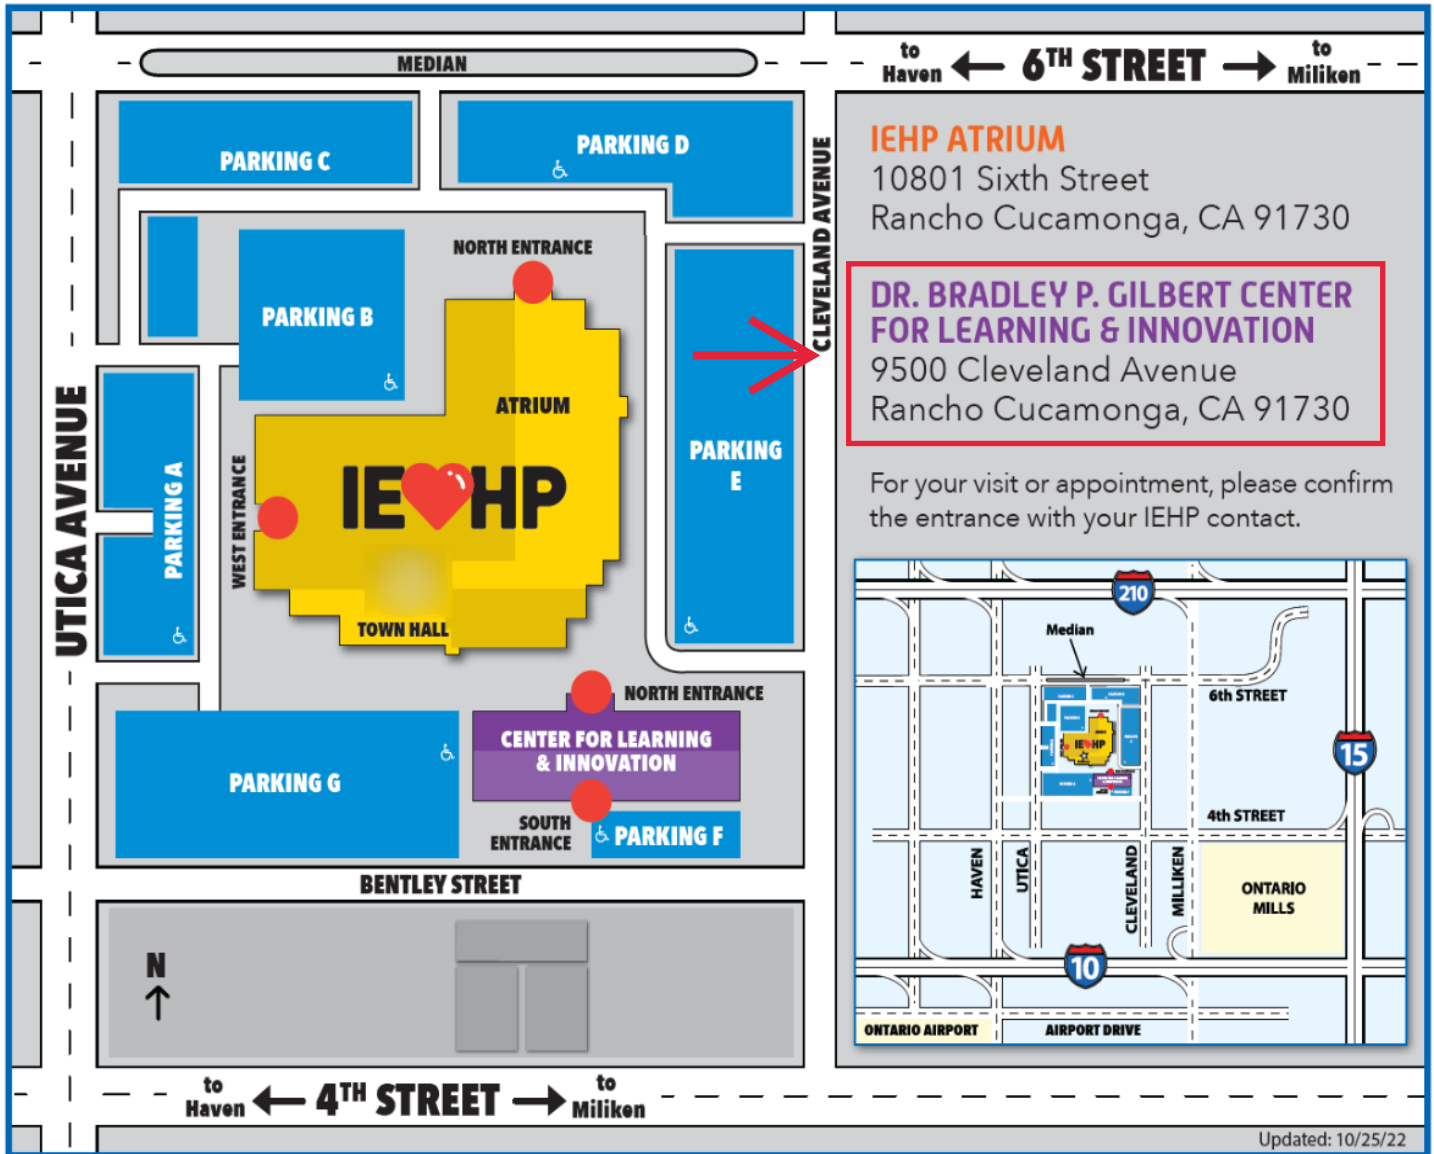 MEDIAN
to
Haven
6TH STREET
to
Miliken
PARKING C
PARKING D
CLEVELAND AVENUE
IEHP ATRIUM
10801 Sixth Street
Rancho Cucamonga, CA 91730
NORTH ENTRANCE
PARKING B
DR. BRADLEY P. GILBERT CENTER
FOR LEARNING & INNOVATION
9500 Cleveland Avenue
Rancho Cucamonga, CA 91730
ATRIUM
UTICA AVENUE
PARKING A
WEST ENTRANCE
IEHP
PARKING
E
For your visit or appointment, please confirm
the entrance with your IEHP contact.
TOWN HALL
NORTH ENTRANCE
CENTER FOR LEARNING
& INNOVATION
PARKING G
SOUTH
ENTRANCE
PARKING F
BENTLEY STREET
N
to
Haven
4TH STREET
to
Miliken
210
Median
6th STREET
IEHP
15
4th STREET
HAVEN
UTICA
CLEVELAND
MILLIKEN
ONTARIO
MILLS
10
ONTARIO AIRPORT
AIRPORT DRIVE
Updated: 10/25/22